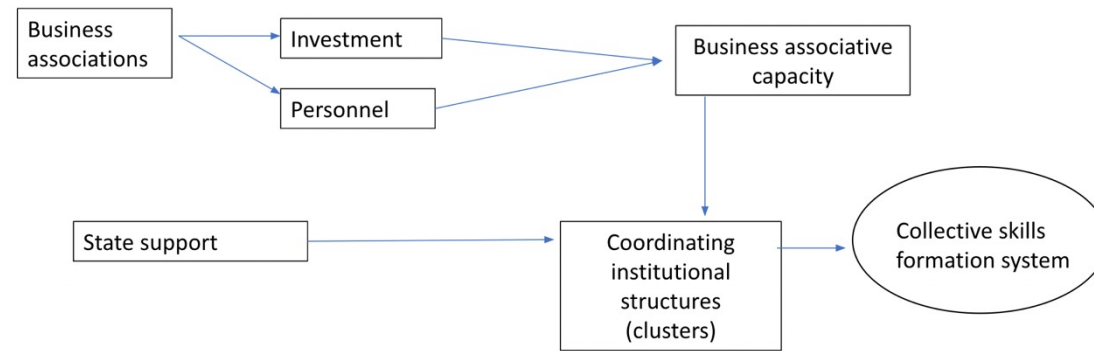 Business
associations
Investment
Personnel
Business associative
capacity
State support
Coordinating
institutional
structures
(clusters)
Collective skills
formation system